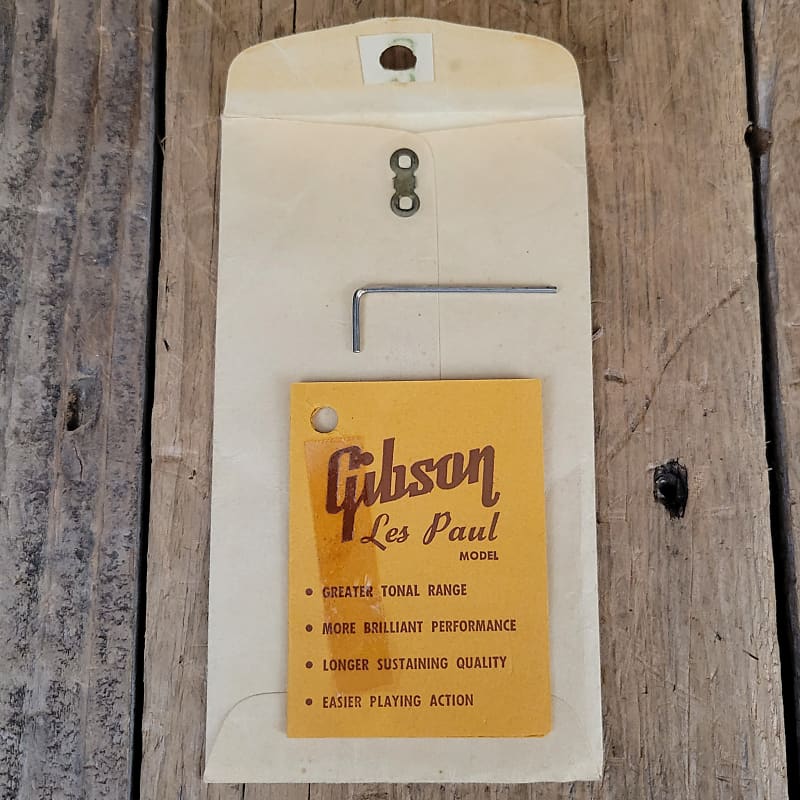 Gibson
Les Paul
MODEL
• GREATER TONAL RANGE
• MORE BRILLIANT PERFORMANCE
• LONGER SUSTAINING QUALITY
• EASIER PLAYING ACTION